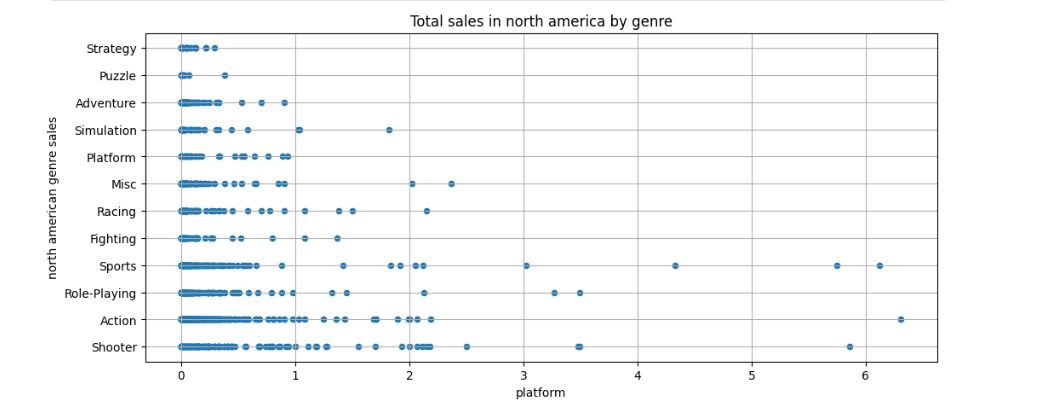 Total sales in north america by genre
north american genre sales
Strategy
Puzzle
Adventure
Simulation
Platform
Misc
Racing
Fighting
Sports
Role-Playing
Action
Shooter
0 1 2 3 4 5 6
platform